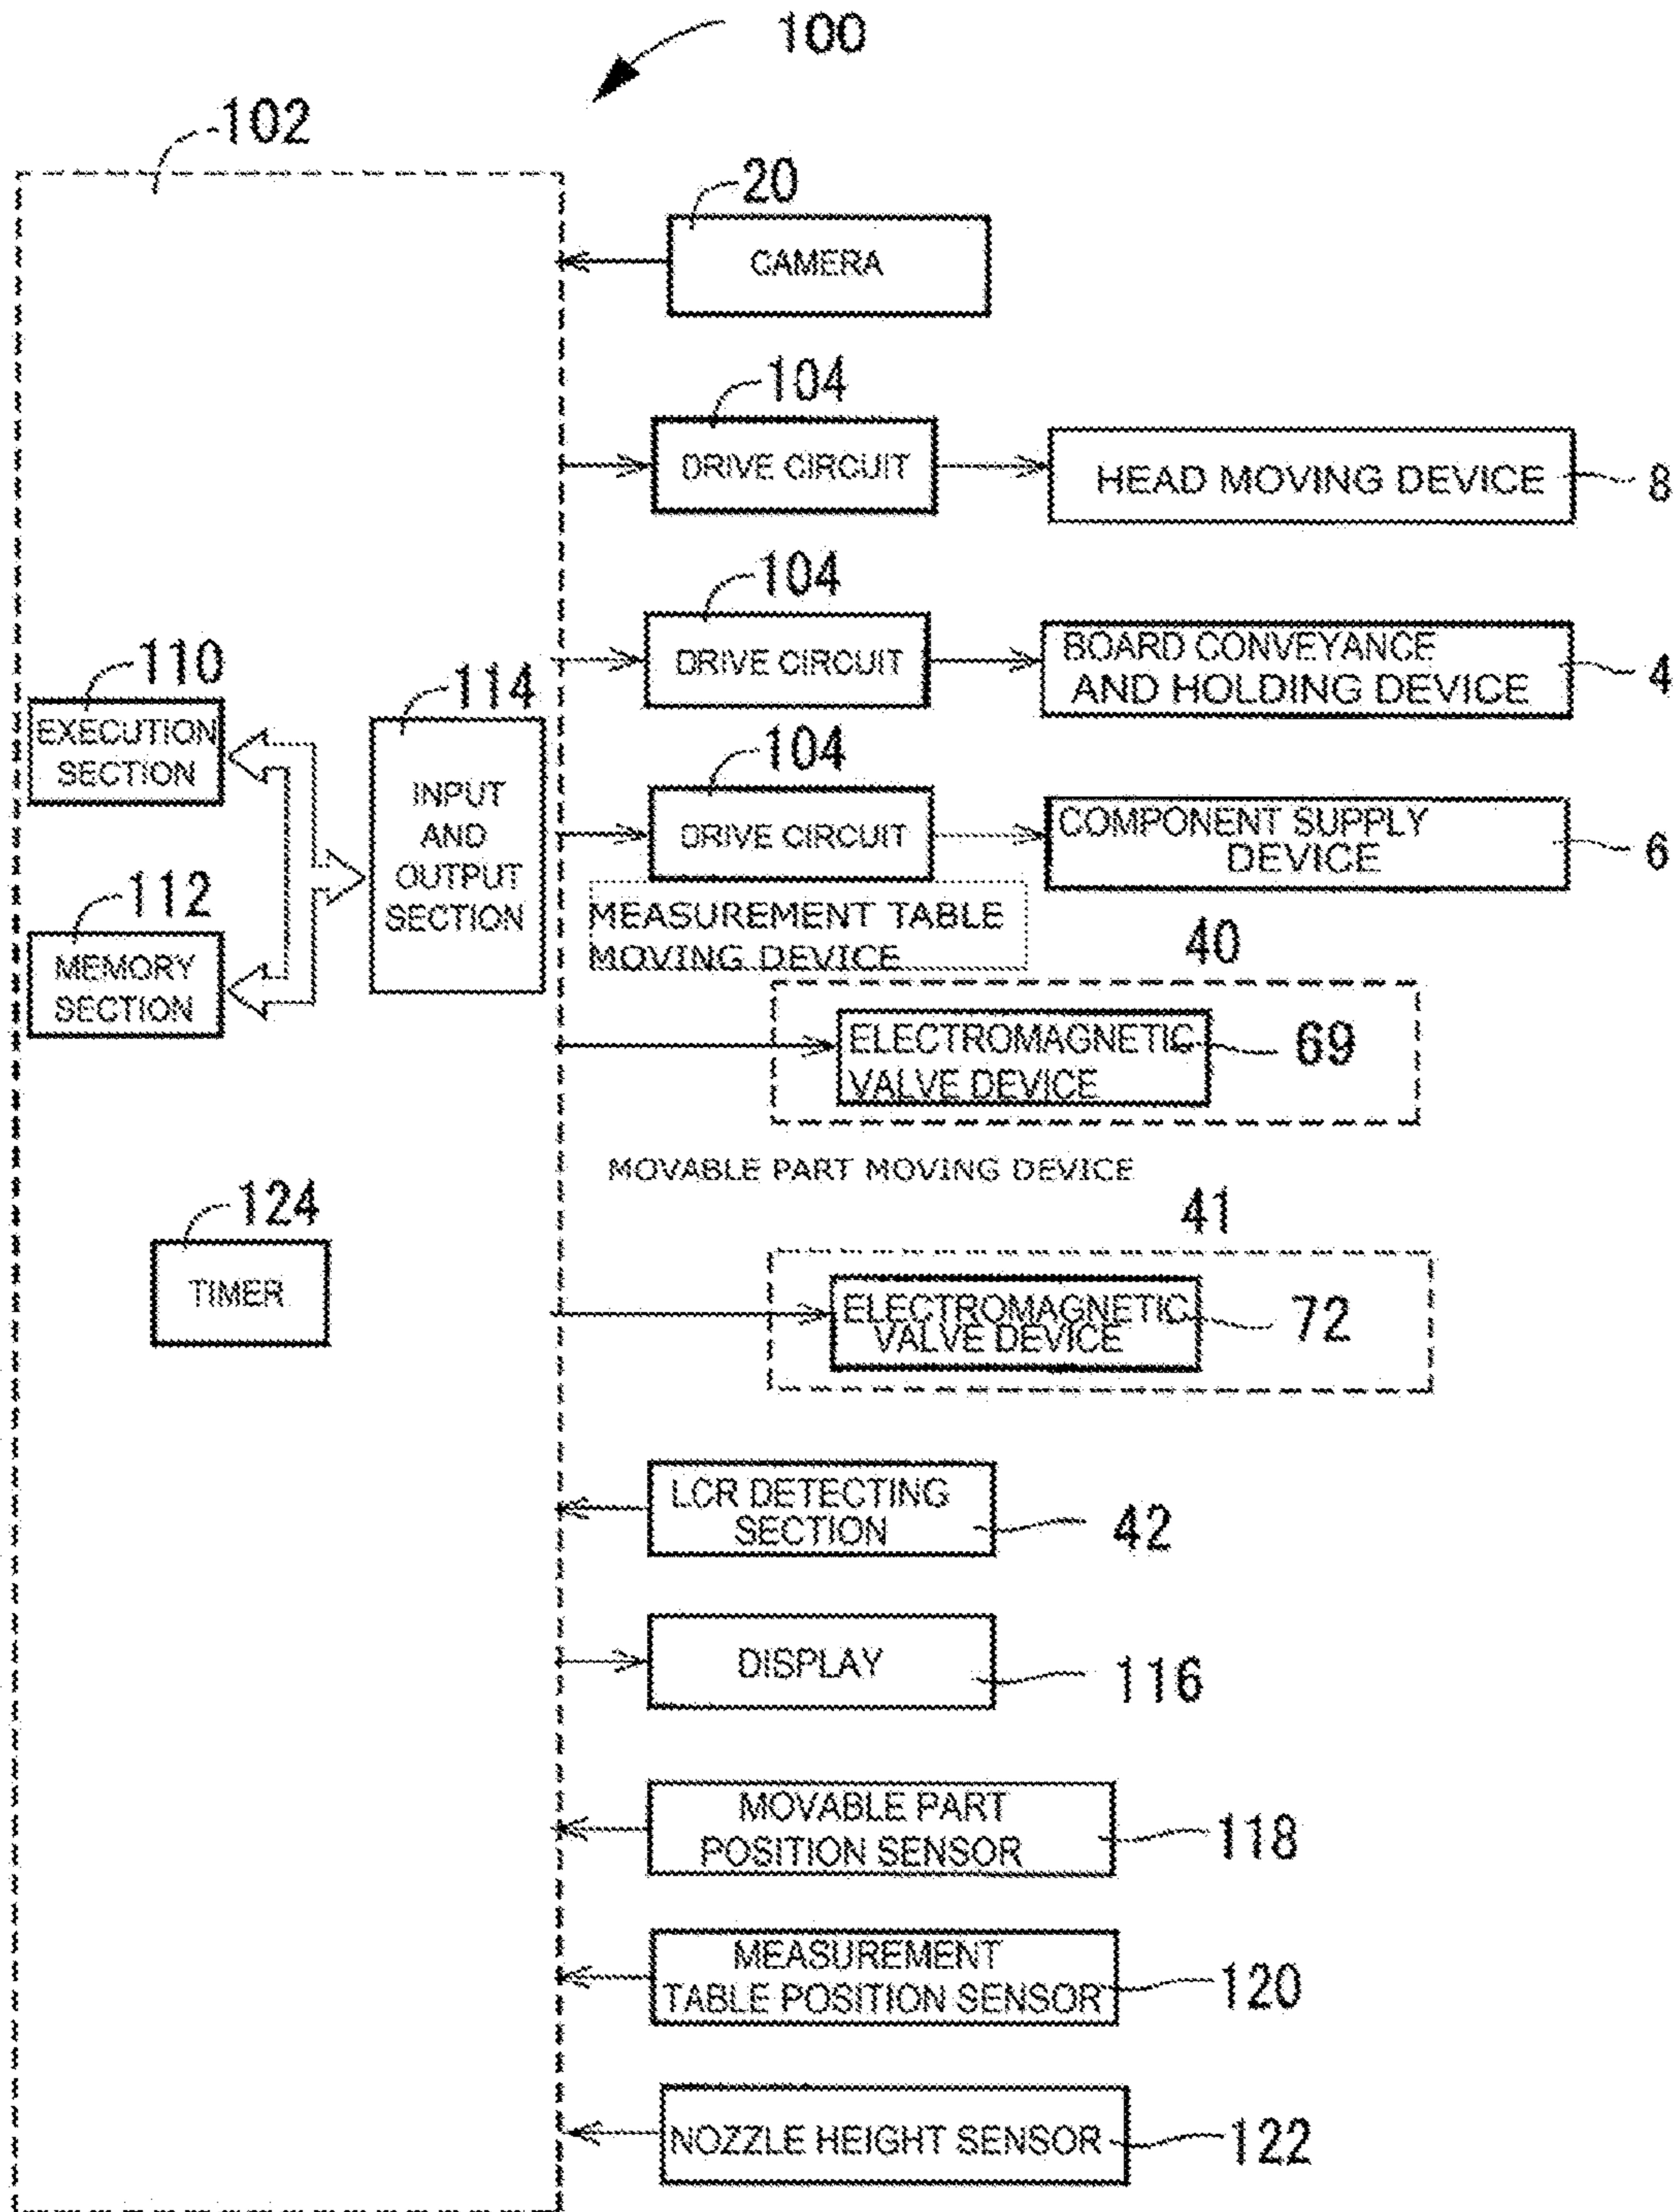 100
102
20
CAMERA
104
DRIVE CIRCUIT
HEAD MOVING DEVICE
8
104
DRIVE CIRCUIT
BOARD CONVEYANCE
AND HOLDING DEVICE
4
110
EXECUTION
SECTION
114
INPUT
AND
OUTPUT
SECTION
104
DRIVE CIRCUIT
COMPONENT SUPPLY
DEVICE
6
112
MEMORY
SECTION
MEASUREMENT TABLE
MOVING DEVICE
40
ELECTROMAGNETIC
VALVE DEVICE
69
MOVABLE PART MOVING DEVICE
124
TIMER
41
ELECTROMAGNETIC
VALVE DEVICE
72
LCR DETECTING
SECTION
42
DISPLAY
116
MOVABLE PART
POSITION SENSOR
118
MEASUREMENT
TABLE POSITION SENSOR
120
NOZZLE HEIGHT SENSOR
122